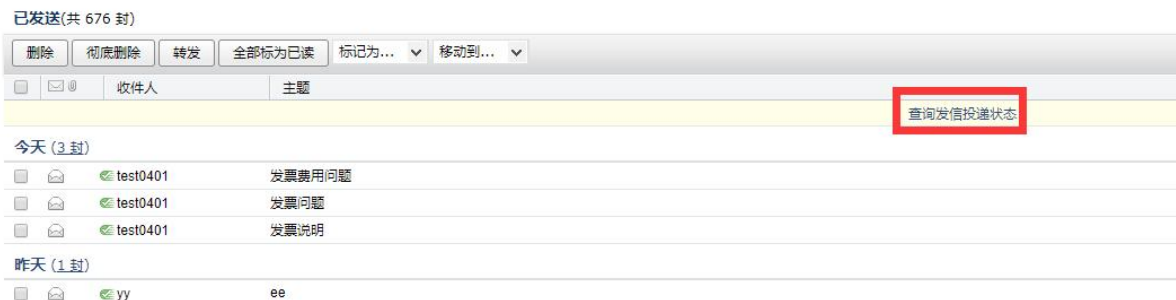 已发送(共 676 封)
删除 彻底删除 转发 全部标为已读 标记为... 移动到...
收件人 主题
查询发信投递状态
今天 (3 封)
test0401 发票费用问题
test0401 发票问题
test0401 发票说明
昨天 (1 封)
yy ee